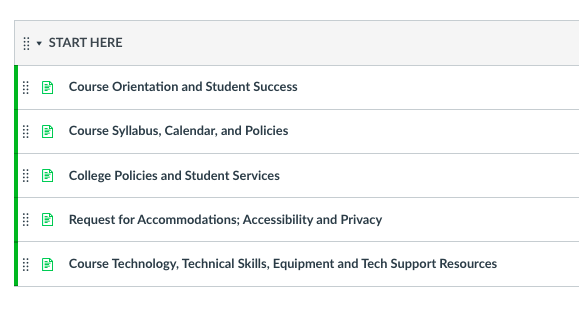 START HERE
Course Orientation and Student Success
Course Syllabus, Calendar, and Policies
College Policies and Student Services
Request for Accommodations; Accessibility and Privacy
Course Technology, Technical Skills, Equipment and Tech Support Resources